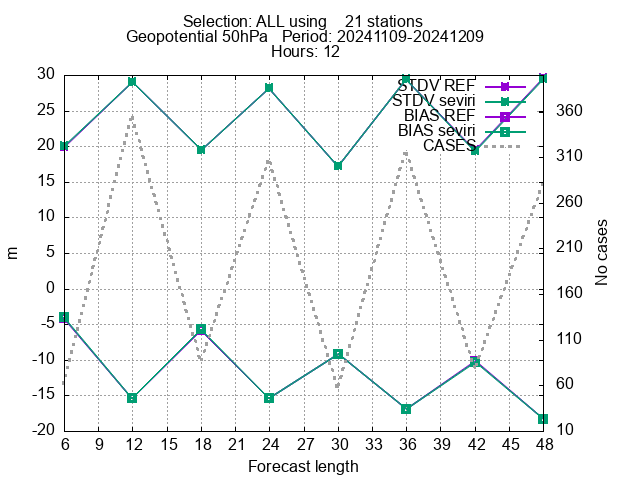 Selection: ALL using    21 stations
Geopotential 50hPa   Period: 20241109-20241209
Hours: 12
30
25
20
15
10
5
0
-5
-10
-15
-20
m
STDV REF
STDV seviri
BIAS REF
BIAS seviri
CASES
360
310
260
210
160
110
60
10
No cases
6 9 12 15 18 21 24 27 30 33 36 39 42 45 48
Forecast length